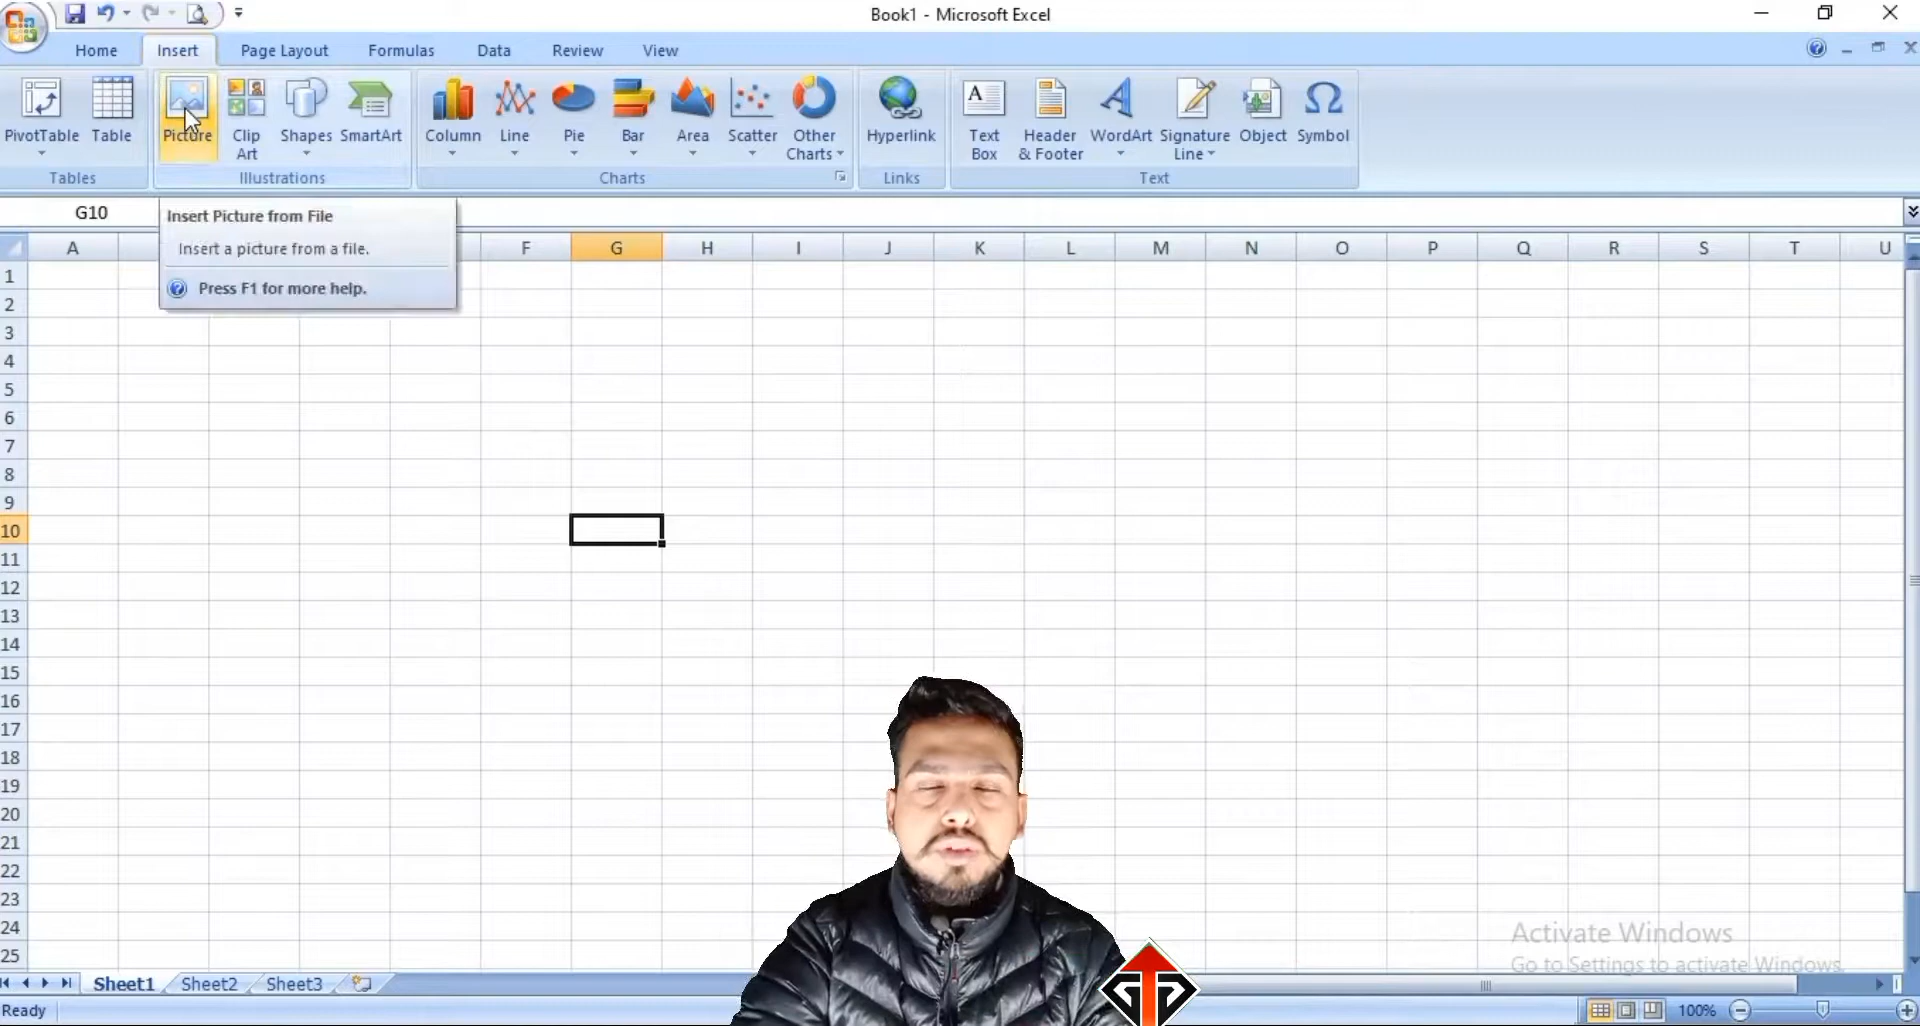 Book1 - Microsoft Excel
Home Insert Page Layout Formulas Data Review View
PivotTable Table Picture Clip Art Shapes SmartArt Column Line Pie Bar Area Scatter Other Charts Hyperlink Text Box Header & Footer WordArt Signature Line Object Symbol
Tables Illustrations Charts Links Text
G10
Insert Picture from File
Insert a picture from a file.
Press F1 for more help.
A F G H I J K L M N O P Q R S T U
1
2
3
4
5
6
7
8
9
10
11
12
13
14
15
16
17
18
19
20
21
22
23
24
25
Activate Windows
Go to Settings to activate Windows.
Sheet1 Sheet2 Sheet3
Ready 100%